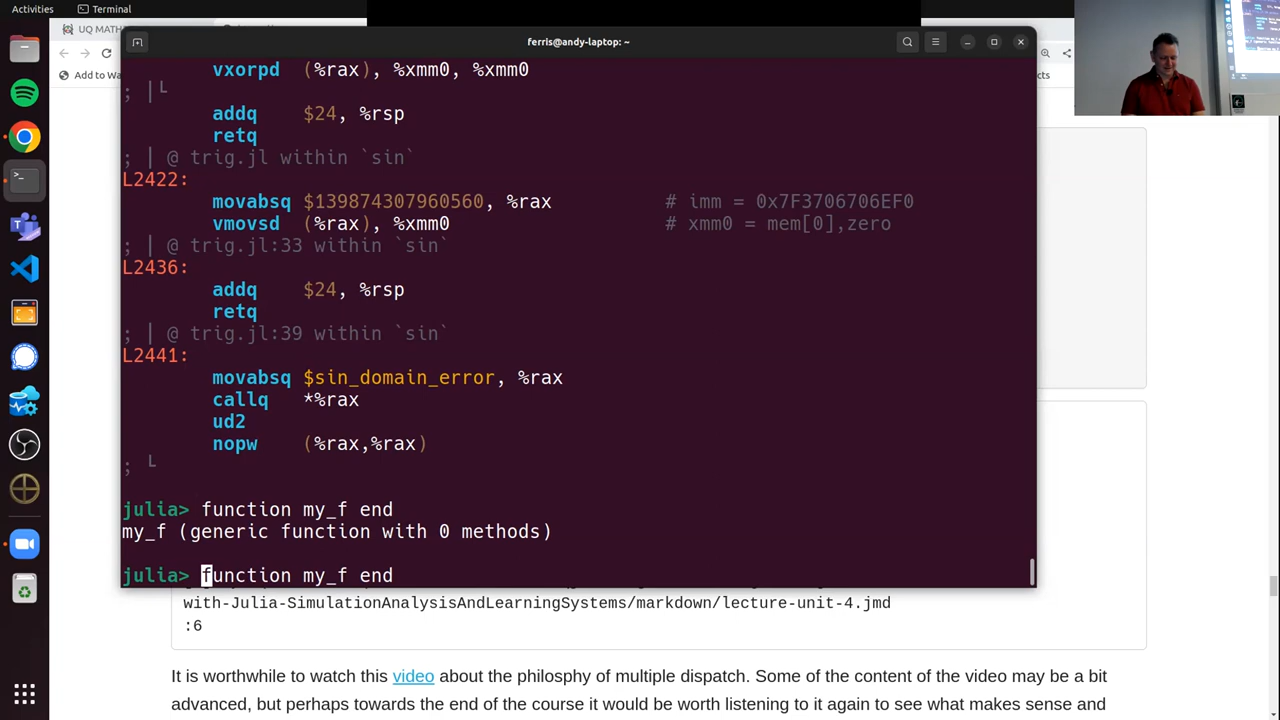 Activities
Terminal
UQ MATH
Add to Wa
cts
ferris@andy-laptop: ~
vxorpd (%rax), %xmm0, %xmm0
; |└
addq $24, %rsp
retq
; | @ trig.jl within `sin`
L2422:
movabsq $139874307960560, %rax # imm = 0x7F3706706EF0
vmovsd (%rax), %xmm0 # xmm0 = mem[0],zero
; | @ trig.jl:33 within `sin`
L2436:
addq $24, %rsp
retq
; | @ trig.jl:39 within `sin`
L2441:
movabsq $sin_domain_error, %rax
callq *%rax
ud2
nopw (%rax,%rax)
; └
julia> function my_f end
my_f (generic function with 0 methods)
julia> function my_f end
with-Julia-SimulationAnalysisAndLearningSystems/markdown/lecture-unit-4.jmd
:6
It is worthwhile to watch this video about the philosphy of multiple dispatch. Some of the content of the video may be a bit
advanced, but perhaps towards the end of the course it would be worth listening to it again to see what makes sense and